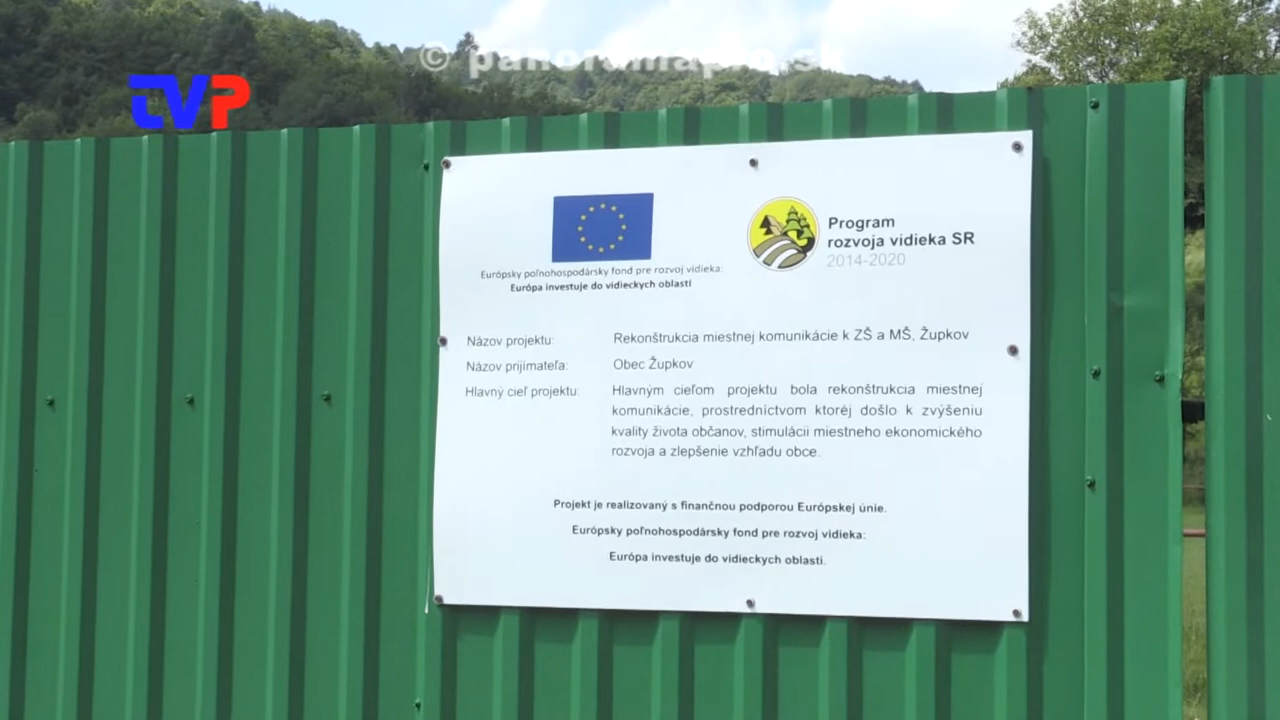 © panoramapro.sk
TVP
Program
rozvoja vidieka SR
2014-2020
Európsky poľnohospodársky fond pre rozvoj vidieka:
Európa investuje do vidieckych oblastí
Názov projektu: Rekonštrukcia miestnej komunikácie k ZŠ a MŠ, Župkov
Názov prijímateľa: Obec Župkov
Hlavný cieľ projektu: Hlavným cieľom projektu bola rekonštrukcia miestnej
komunikácie, prostredníctvom ktoréj došlo k zvýšeniu
kvality života občanov, stimulácii miestneho ekonomického
rozvoja a zlepšenie vzhľadu obce.
Projekt je realizovaný s finančnou podporou Európskej únie.
Európsky poľnohospodársky fond pre rozvoj vidieka:
Európa investuje do vidieckych oblastí.